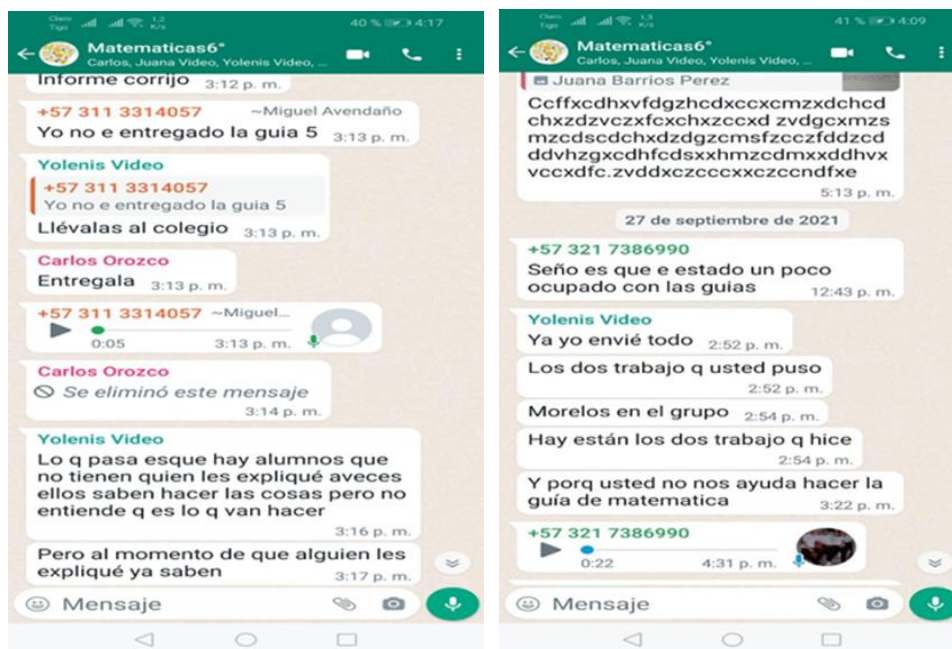 Claro
Tigo
1,2
K/s
40 %
4:17
Matematicas6°
Carlos, Juana Video, Yolenis Video, ...
Informe corrijo 3:12 p. m.
+57 311 3314057 ~Miguel Avendaño
Yo no e entregado la guia 5 3:13 p. m.
Yolenis Video
+57 311 3314057
Yo no e entregado la guia 5
Llévalas al colegio 3:13 p. m.
Carlos Orozco
Entregala 3:13 p. m.
+57 311 3314057 ~Miguel...
0:05 3:13 p. m.
Carlos Orozco
Se eliminó este mensaje
3:14 p. m.
Yolenis Video
Lo q pasa esque hay alumnos que
no tienen quien les expliqué aveces
ellos saben hacer las cosas pero no
entiende q es lo q van hacer
3:16 p. m.
Pero al momento de que alguien les
expliqué ya saben 3:17 p. m.
Mensaje
Claro
Tigo
1,3
K/s
41 %
4:09
Matematicas6°
Carlos, Juana Video, Yolenis Video, ...
Juana Barrios Perez
Ccffxcdhxvfdgzhcdxccxcmzxdchcd
chxzdzvczxfcxchxzccxd zvdgcxmzs
mzcdscdchxdzdgzcmsfzcczfddzcd
ddvhzgxcdhfcdsxxhmzcdmxxddhvx
vccxdfc.zvddxczcccxxczccndfxe
5:13 p. m.
27 de septiembre de 2021
+57 321 7386990
Seño es que e estado un poco
ocupado con las guias 12:43 p. m.
Yolenis Video
Ya yo envié todo 2:52 p. m.
Los dos trabajo q usted puso
2:52 p. m.
Morelos en el grupo 2:54 p. m.
Hay están los dos trabajo q hice
2:54 p. m.
Y porq usted no nos ayuda hacer la
guía de matematica 3:22 p. m.
+57 321 7386990
0:22 4:31 p. m.
Mensaje